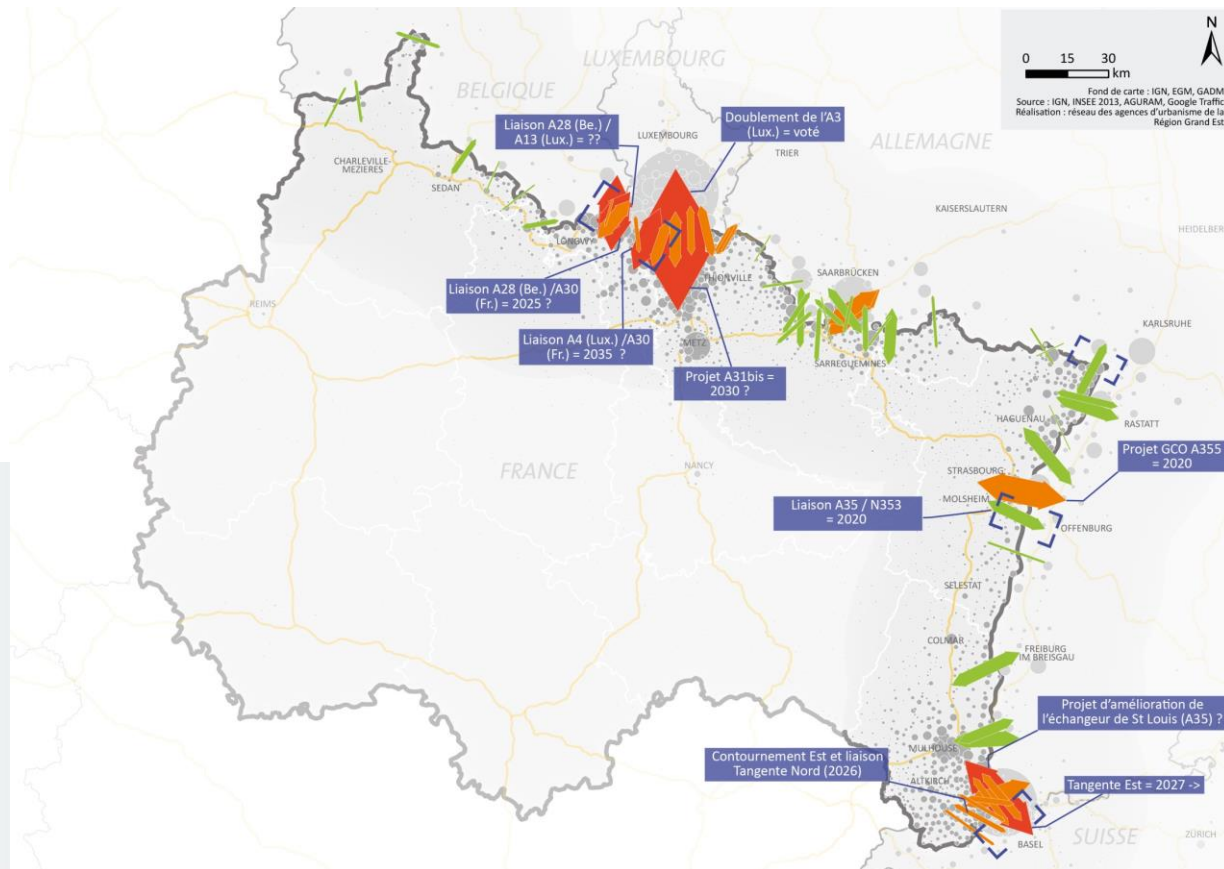 N
0 15 30
km
Fond de carte : IGN, EGM, GADM
Source : IGN, INSEE 2013, AGURAM, Google Traffic
Réalisation : réseau des agences d'urbanisme de la
Région Grand Est
LUXEMBOURG
BELGIQUE
ALLEMAGNE
Liaison A28 (Be.) /
A13 (Lux.) = ??
LUXEMBOURG
Doublement de l'A3
(Lux.) = voté
TRIER
CHARLEVILLE-
MEZIERES
SEDAN
KAISERSLAUTERN
HEIDELBER
LONGWY
Liaison A28 (Be.) /A30
(Fr.) = 2025 ?
THIONVILLE
SAARBRÜCKEN
REIMS
Liaison A4 (Lux.) /A30
(Fr.) = 2035 ?
METZ
KARLSRUHE
SARREGUEMINES
Projet A31bis =
2030 ?
HAGUENAU
RASTATT
FRANCE
NANCY
STRASBOURG
Projet GCO A355
= 2020
MOLSHEIM
Liaison A35 / N353
= 2020
OFFENBURG
SELESTAT
COLMAR
FREIBURG
IM BREISGAU
Projet d'amélioration de
l'échangeur de St Louis (A35) ?
MULHOUSE
Contournement Est et liaison
Tangente Nord (2026)
ALTKIRCH
Tangente Est = 2027 ->
SUISSE
BASEL
ZÜRICH